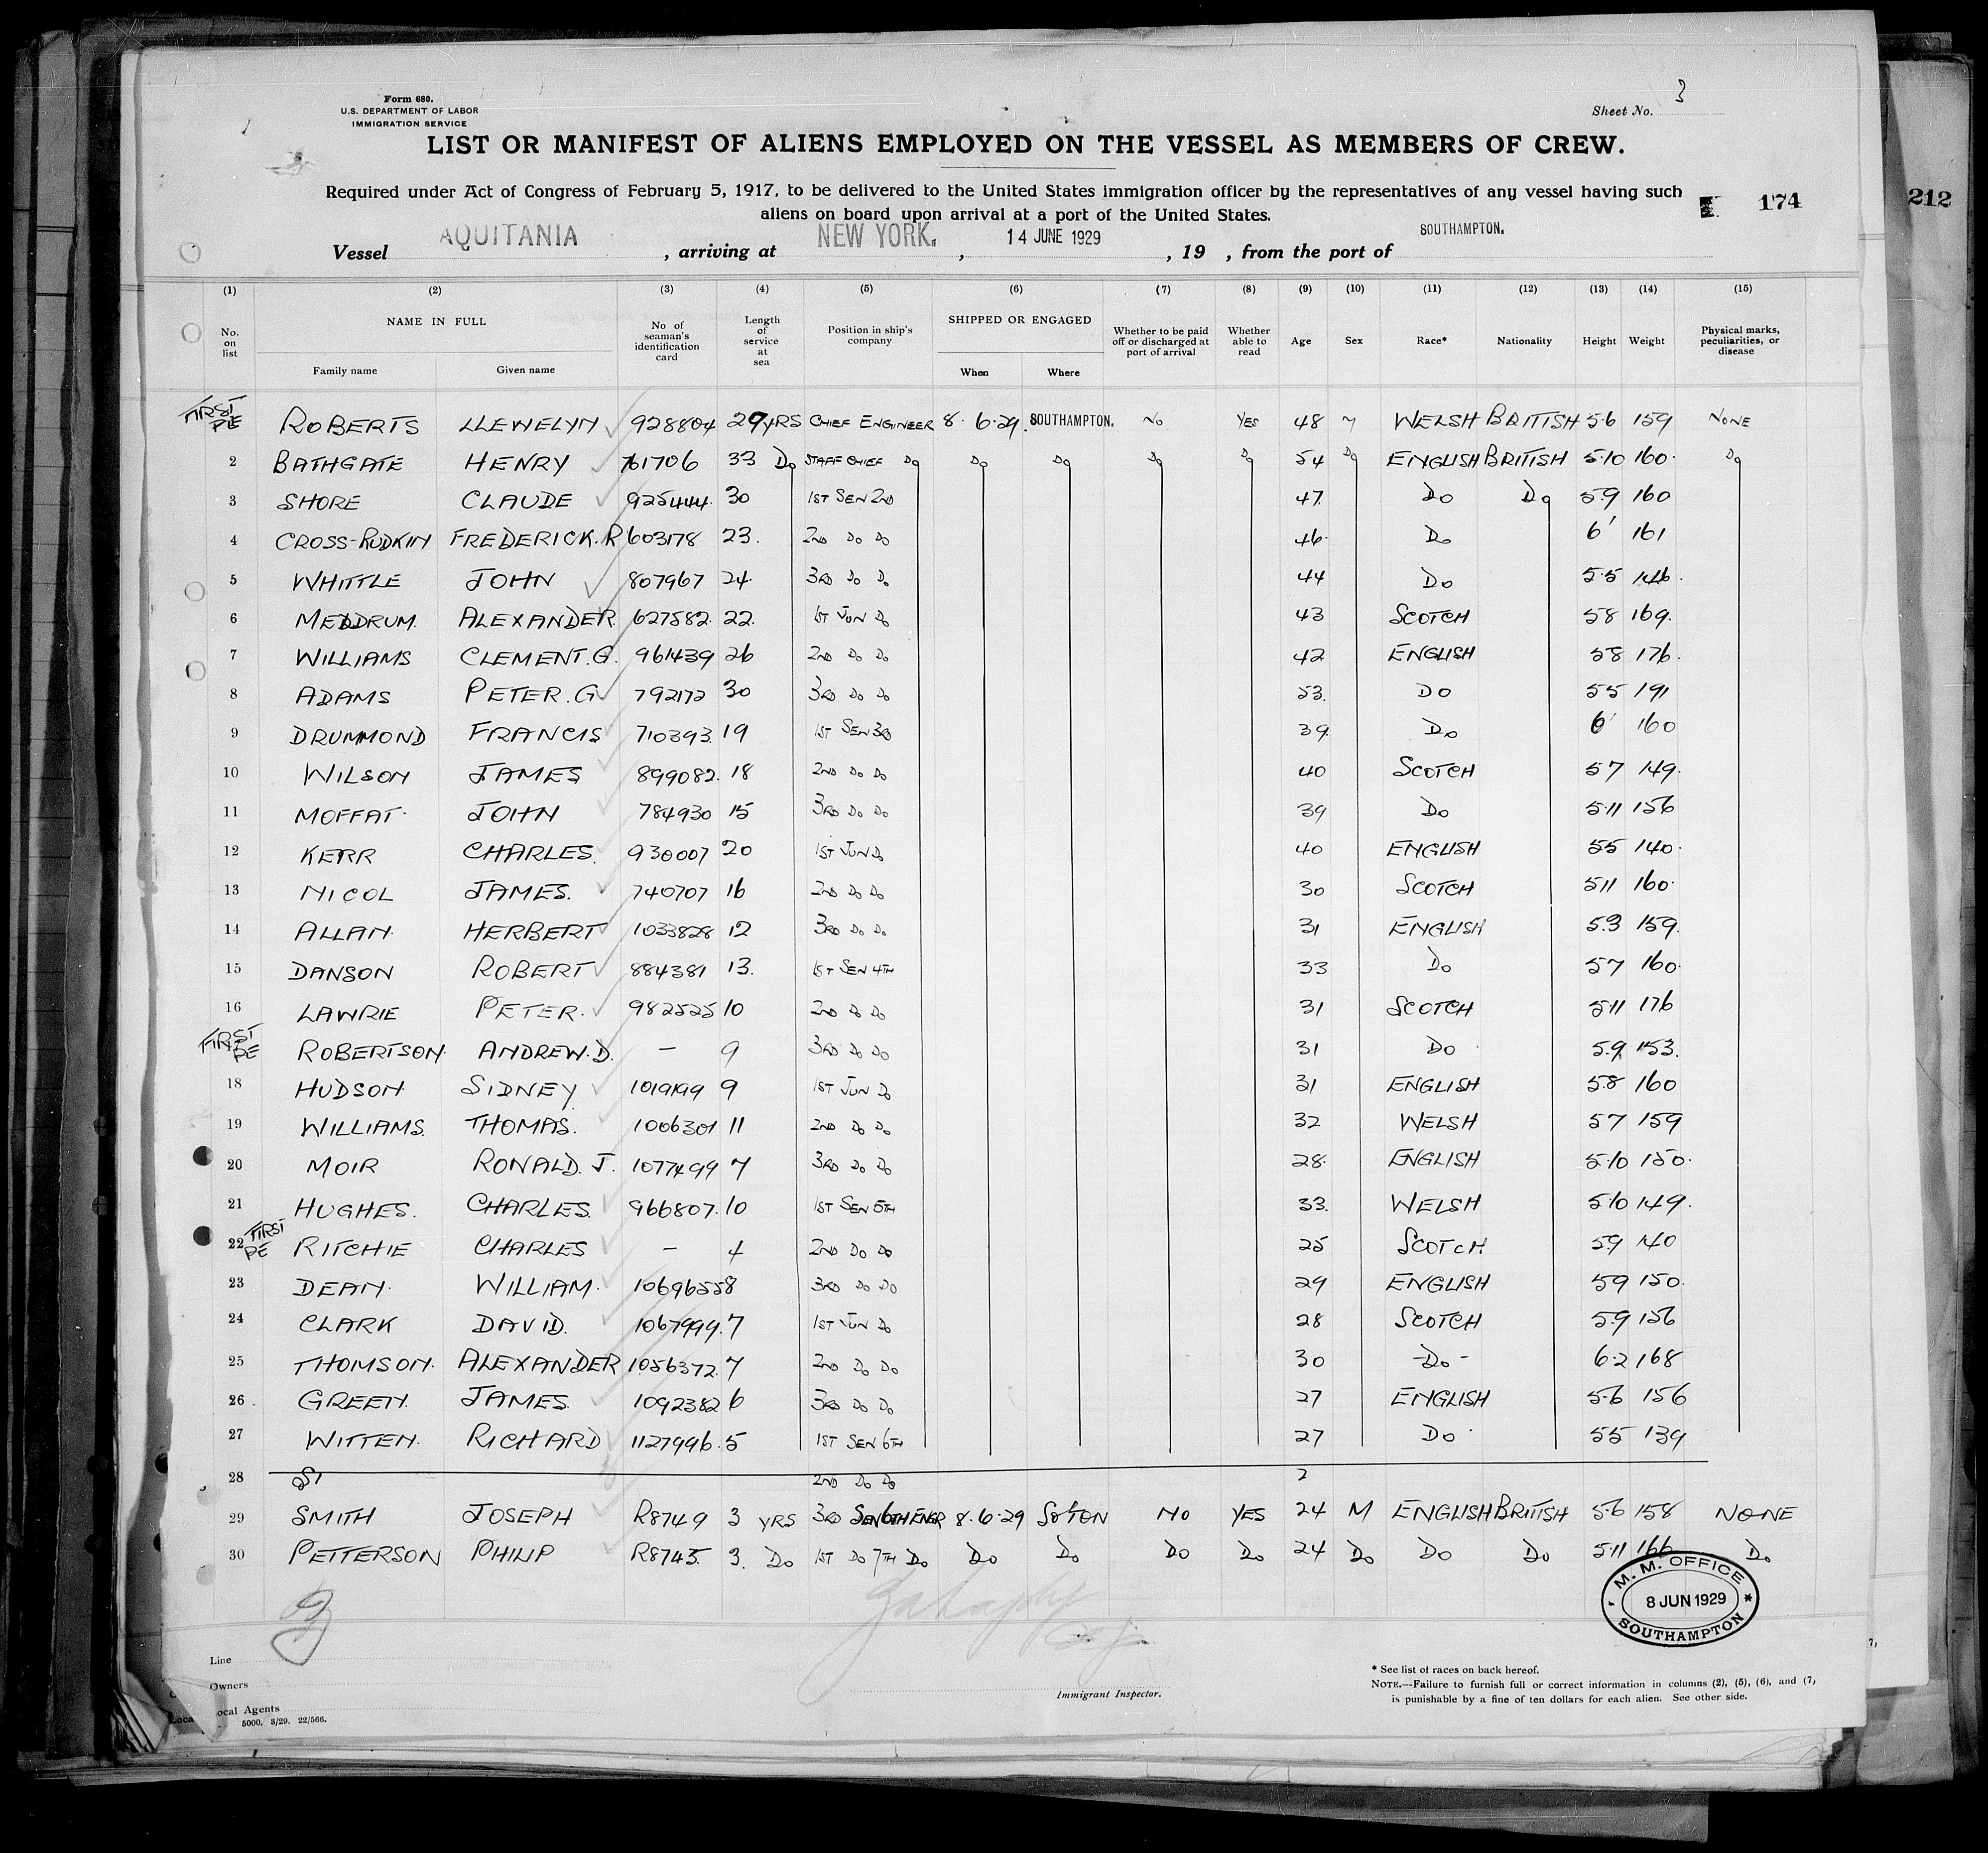 Form 680.
U.S. DEPARTMENT OF LABOR
IMMIGRATION SERVICE
Sheet No. 3
LIST OR MANIFEST OF ALIENS EMPLOYED ON THE VESSEL AS MEMBERS OF CREW.
Required under Act of Congress of February 5, 1917, to be delivered to the United States immigration officer by the representatives of any vessel having such
aliens on board upon arrival at a port of the United States.
174
212
Vessel AQUITANIA , arriving at NEW YORK. , 14 JUNE 1929 , 19 , from the port of SOUTHAMPTON.
(1) (2) (3) (4) (5) (6) (7) (8) (9) (10) (11) (12) (13) (14) (15)
No. on list NAME IN FULL Family name Given name No of seaman's identification card Length of service at sea Position in ship's company SHIPPED OR ENGAGED When Where Whether to be paid off or discharged at port of arrival Whether able to read Age Sex Race* Nationality Height Weight Physical marks, peculiarities, or disease
FIRST PE ROBERTS LLEWELYN 928804 29 YRS CHIEF ENGINEER 8.6.29. SOUTHAMPTON. NO YES 48 M WELSH BRITISH 5.6 159 NONE
2 BATHGATE HENRY 761706 33 Do STAFF CHIEF Do Do Do Do Do 54 Do ENGLISH BRITISH 5.10 160. Do
3 SHORE CLAUDE 925444. 30 1ST SEN 2ND 47. Do Do 5.9 160
4 CROSS-RUDKIN FREDERICK.R 603178 23. 2ND Do Do 46. Do 6' 161
5 WHITTLE JOHN 807967 24. 3RD Do Do 44 Do 5.5 146.
6 MELDRUM. ALEXANDER 627582. 22. 1ST JUN Do 43 SCOTCH 58 169.
7 WILLIAMS CLEMENT.G. 961439 26 2ND Do Do 42 ENGLISH 58 176.
8 ADAMS PETER.G 792172 30 3RD Do Do 53. DO 55 191
9 DRUMMOND FRANCIS 710393. 19 1ST SEN 3RD 39 Do 6' 160
10 WILSON JAMES 899082. 18 2ND Do Do 40 SCOTCH 57 149.
11 MOFFAT. JOHN 784930 15 3RD Do Do 39 Do 5.11 156
12 KERR CHARLES. 930007 20 1ST JUN Do 40 ENGLISH 55 140.
13 NICOL JAMES. 740707 16 2ND Do Do 30 SCOTCH 511 160.
14 ALLAN. HERBERT 1033828 12 3RD Do Do 31 ENGLISH 5.3 159.
15 DANSON ROBERT 884381 13. 1ST SEN 4TH 33 Do 57 160.
16 LAWRIE PETER. 982525 10 2ND Do Do 31 SCOTCH 511 176
FIRST PE ROBERTSON. ANDREW.D. — 9 3RD Do Do 31 Do 5.9 153.
18 HUDSON SIDNEY 1019199 9 1ST JUN Do 31 ENGLISH 5.8 160
19 WILLIAMS. THOMAS. 1006301 11 2ND Do Do 32 WELSH 57 159
20 MOIR RONALD.J. 1077499 7 3RD Do Do 28. ENGLISH 5.10 150.
21 HUGHES. CHARLES. 966807. 10 1ST SEN 5TH 33. WELSH 510 149.
22 FIRST PE RITCHIE CHARLES — 4 2ND Do Do 25 SCOTCH 59 140
23 DEAN. WILLIAM. 1069655 8 3RD Do Do 29 ENGLISH 59 150.
24 CLARK DAVID. 1067999. 7 1ST JUN Do 28 SCOTCH 5.9 156
25 THOMSON. ALEXANDER 1056372. 7 2ND Do Do 30 -Do- 6.2 168
26. GREEN. JAMES. 1092382 6 3RD Do Do 27 ENGLISH 5.6 156
27 WITTEN. RICHARD 1127996. 5 1ST SEN 6TH 27 Do 55 139
28 2ND Do Do 2
29 SMITH JOSEPH R8749 3 YRS 3RD SEN 6TH ENGR 8.6.29 SO'TON NO YES 24 M ENGLISH BRITISH 5.6 158 NONE
30 PETTERSON PHILIP R8745. 3. Do 1ST Do 7TH Do Do Do Do Do 24 Do Do Do 5.11 166 Do
M. M. OFFICE
8 JUN 1929
SOUTHAMPTON
Line
Owners
ocal Agents
5000. 3/29. 22/566.
Immigrant Inspector.
* See list of races on back hereof.
NOTE.—Failure to furnish full or correct information in columns (2), (5), (6), and (7,
is punishable by a fine of ten dollars for each alien. See other side.